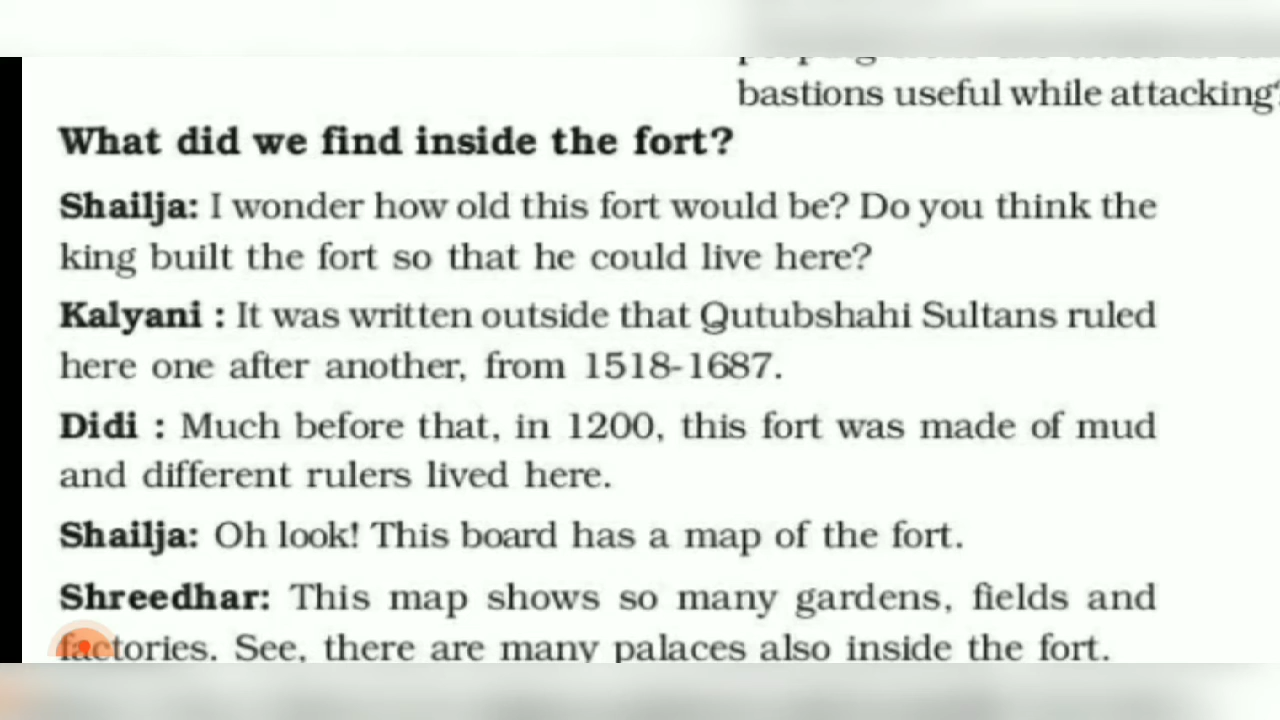 bastions useful while attacking?
What did we find inside the fort?
Shailja: I wonder how old this fort would be? Do you think the
king built the fort so that he could live here?
Kalyani : It was written outside that Qutubshahi Sultans ruled
here one after another, from 1518-1687.
Didi : Much before that, in 1200, this fort was made of mud
and different rulers lived here.
Shailja: Oh look! This board has a map of the fort.
Shreedhar: This map shows so many gardens, fields and
factories. See, there are many palaces also inside the fort.